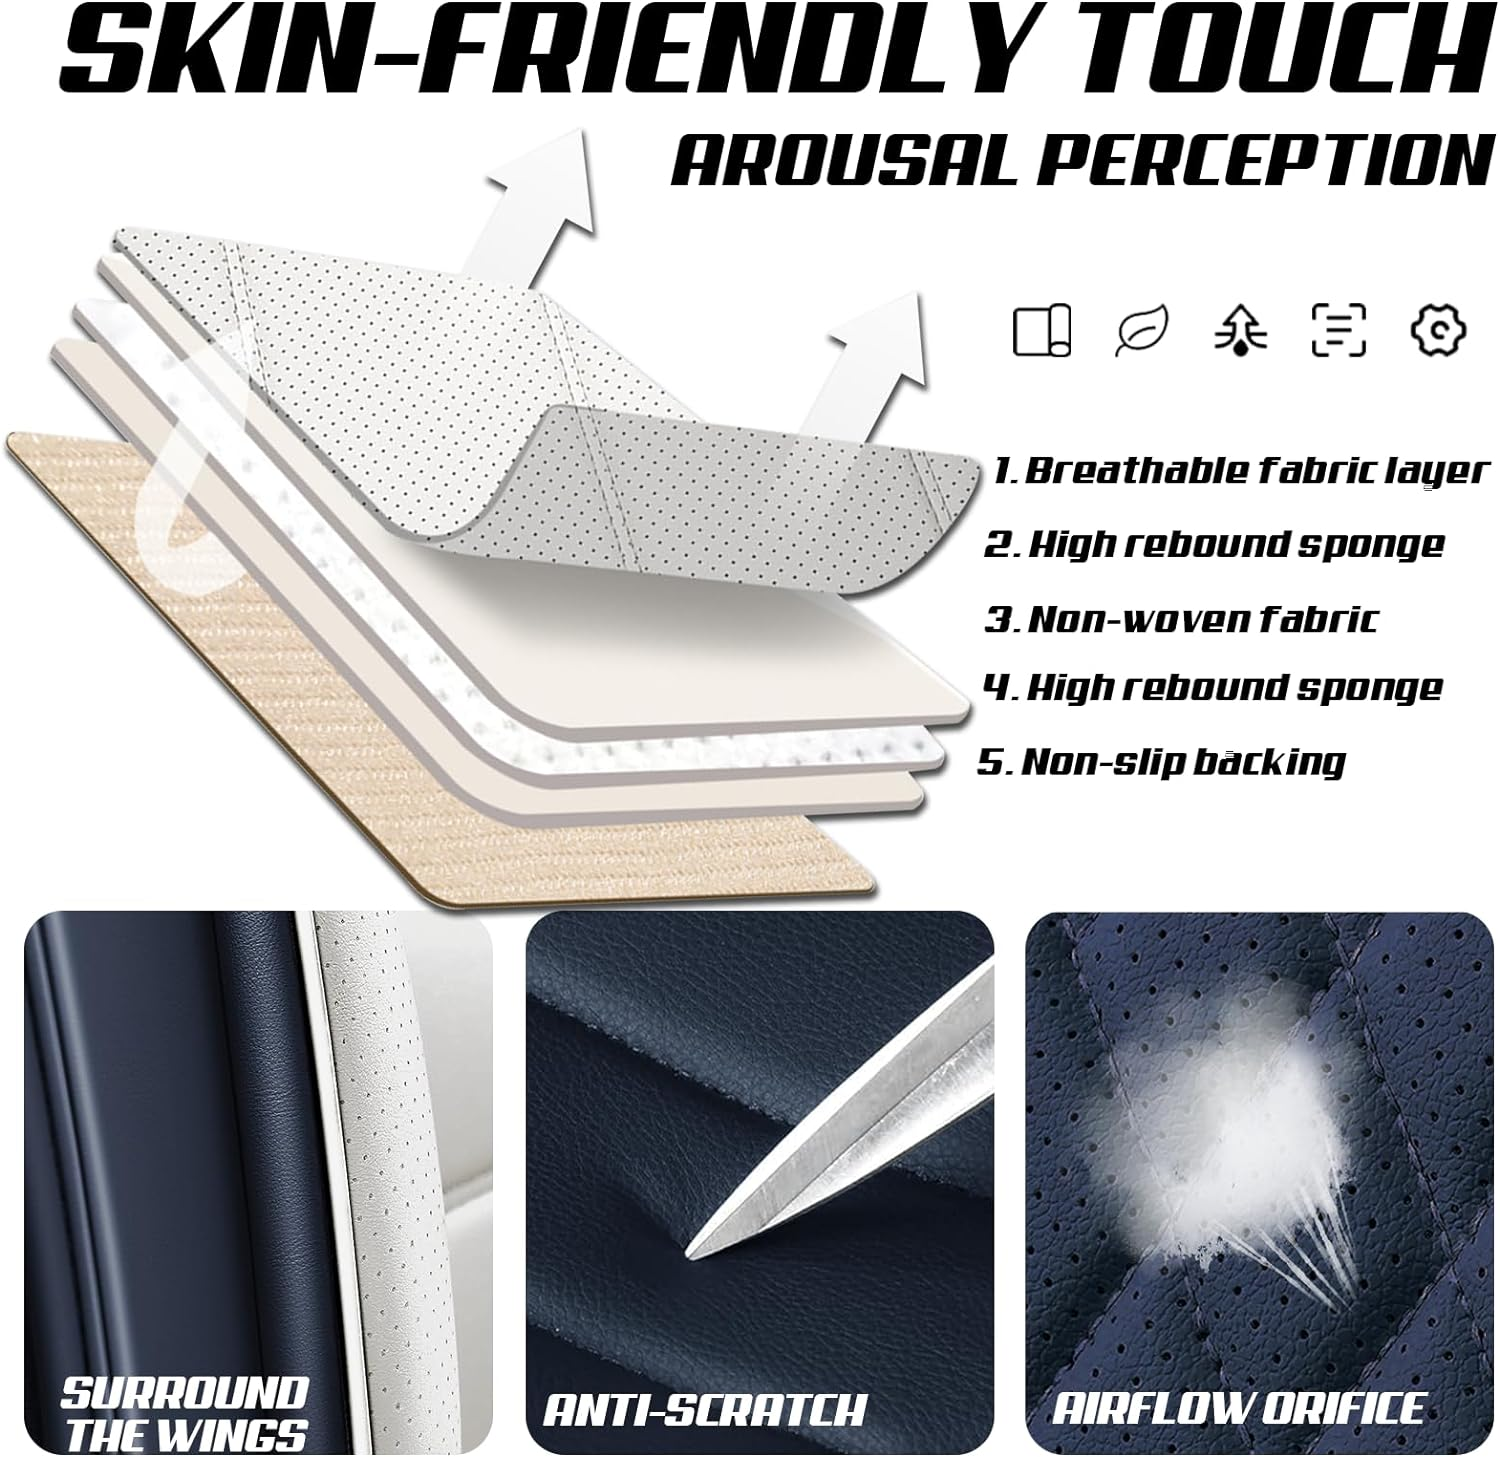 SKIN-FRIENDLY TOUCH
AROUSAL PERCEPTION
1. Breathable fabric layer
2. High rebound sponge
3. Non-woven fabric
4. High rebound sponge
5. Non-slip backing
SURROUND
THE WINGS
ANTI-SCRATCH
AIRFLOW ORIFICE